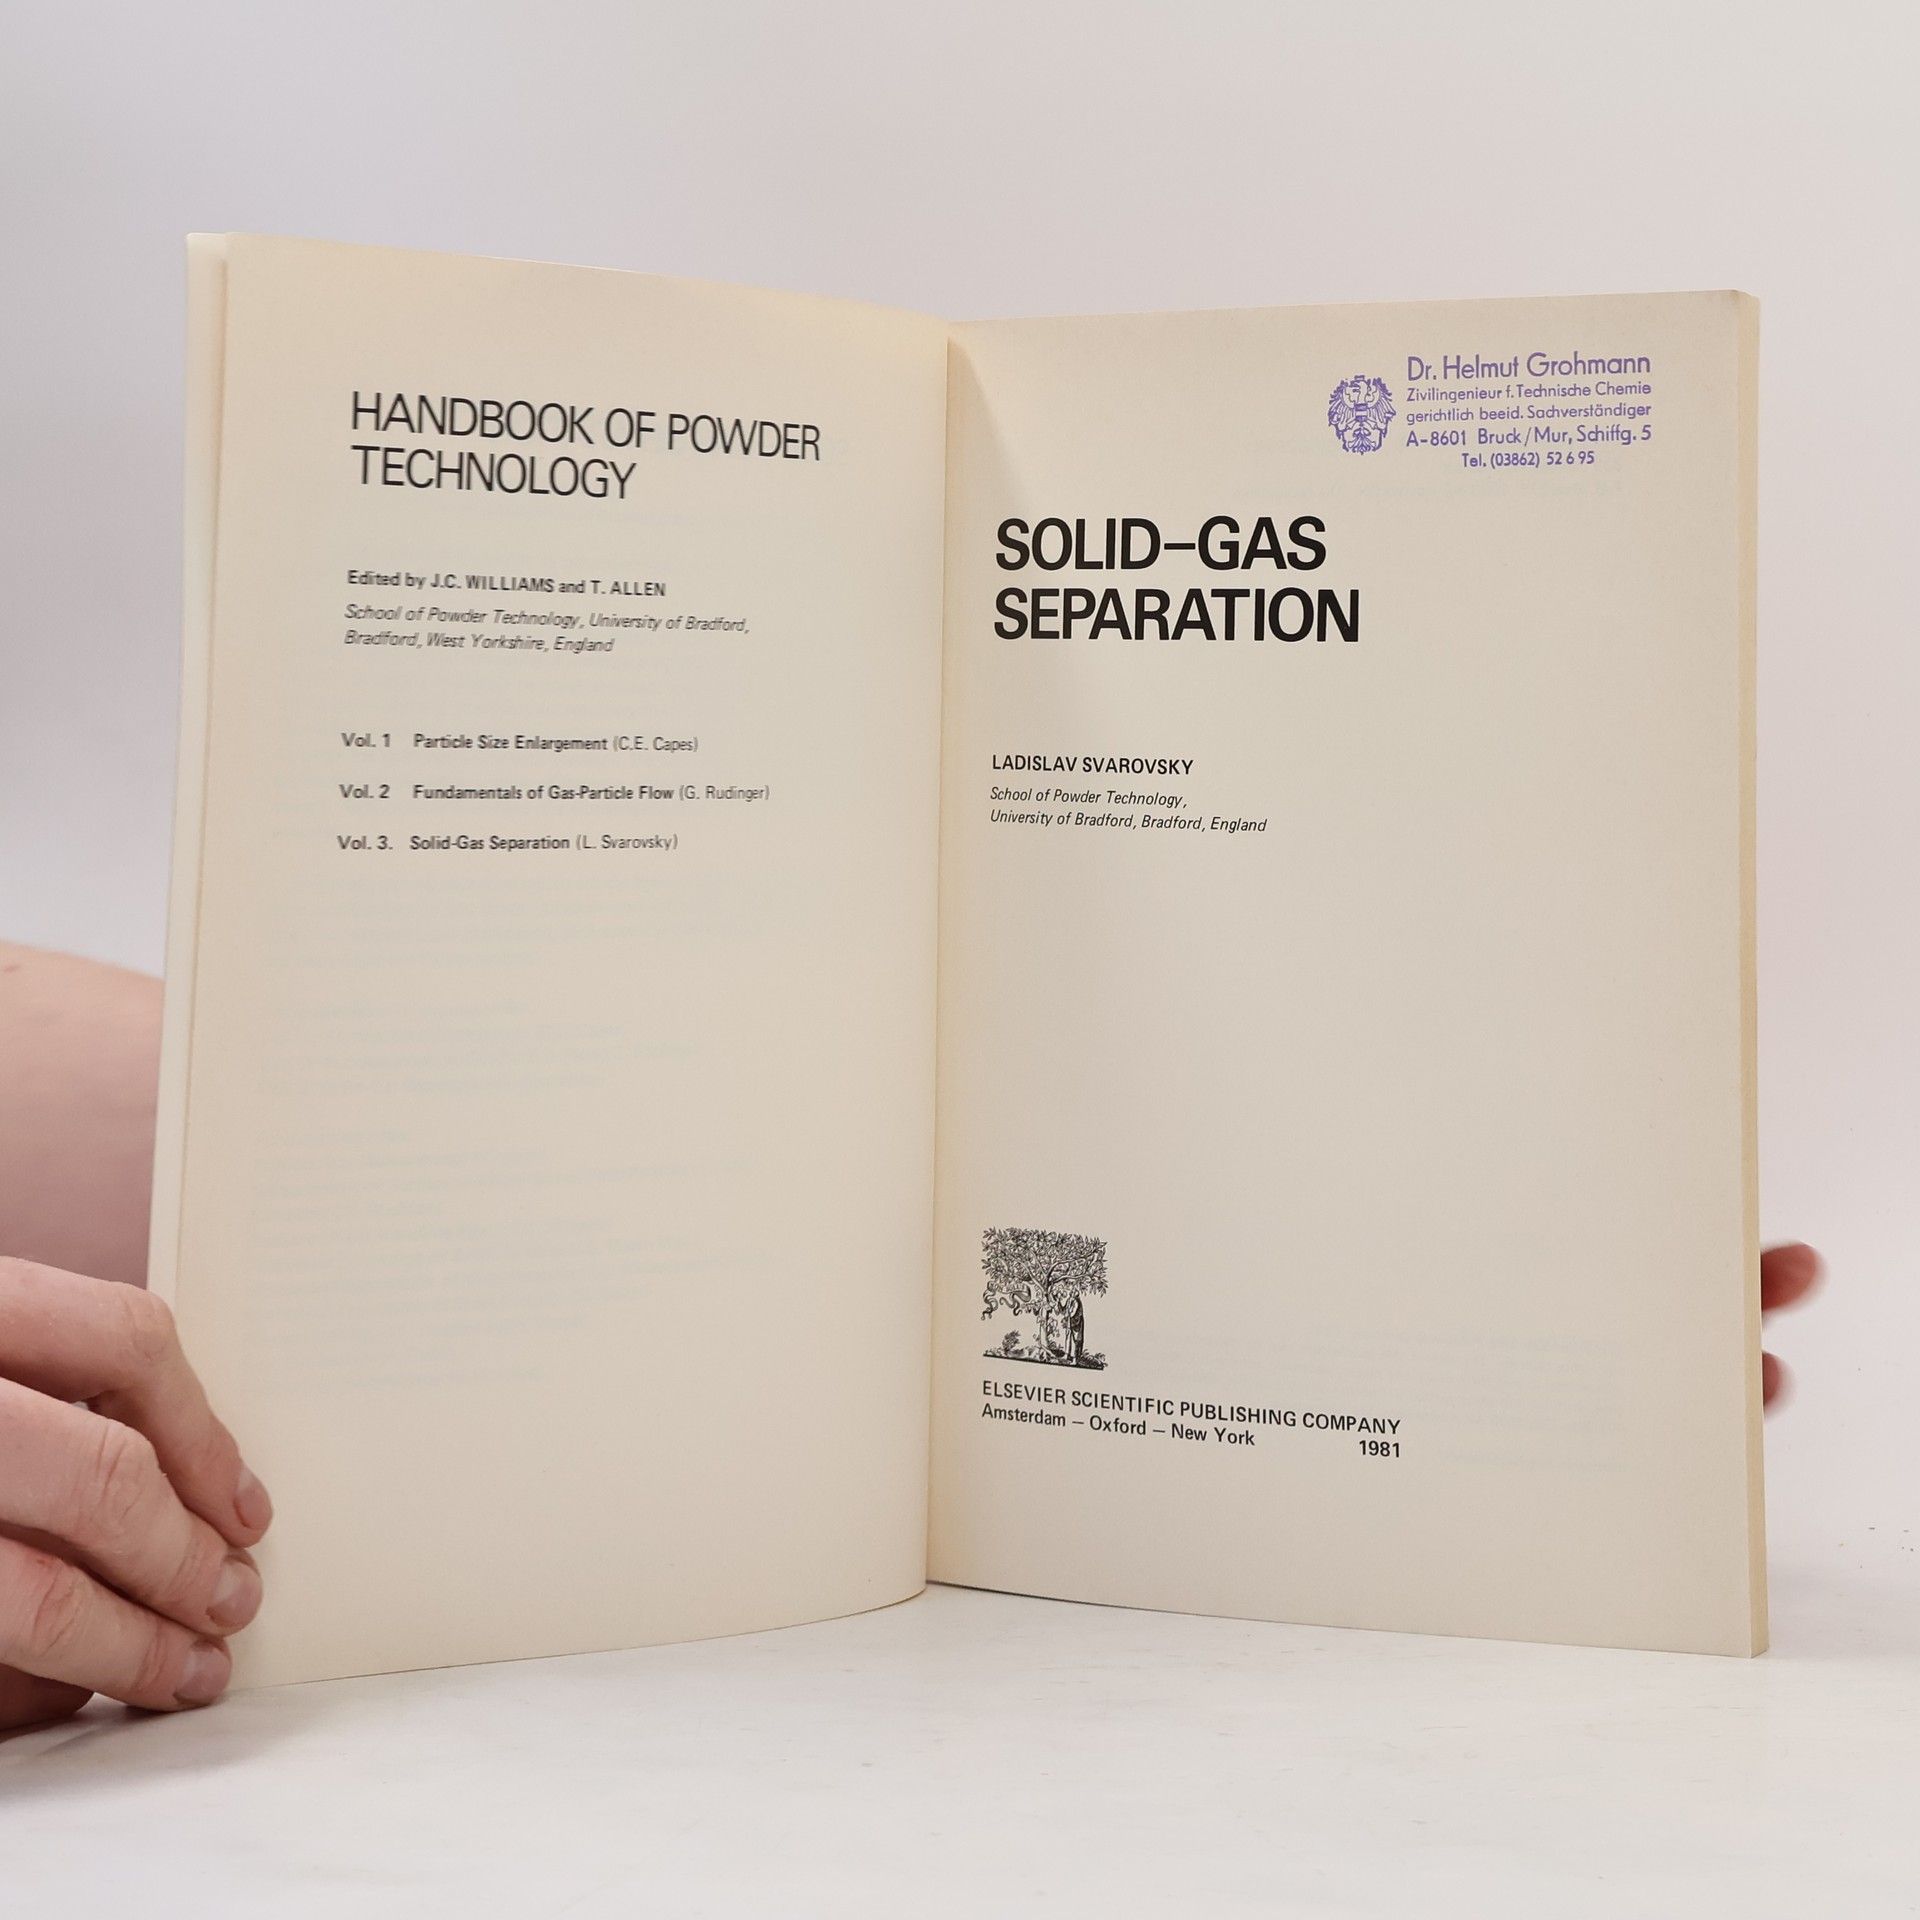 HANDBOOK OF POWDER
TECHNOLOGY
Edited by J.C. WILLIAMS and T. ALLEN
School of Powder Technology, University of Bradford,
Bradford, West Yorkshire, England
Vol. 1 Particle Size Enlargement (C.E. Capes)
Vol. 2 Fundamentals of Gas-Particle Flow (G. Rudinger)
Vol. 3. Solid-Gas Separation (L. Svarovsky)
Dr. Helmut Grohmann
Zivilingenieur f. Technische Chemie
gerichtlich beeid. Sachverständiger
A-8601 Bruck/Mur, Schiffg. 5
Tel. (03862) 52 6 95
SOLID–GAS
SEPARATION
LADISLAV SVAROVSKY
School of Powder Technology,
University of Bradford, Bradford, England
ELSEVIER SCIENTIFIC PUBLISHING COMPANY
Amsterdam – Oxford – New York 1981